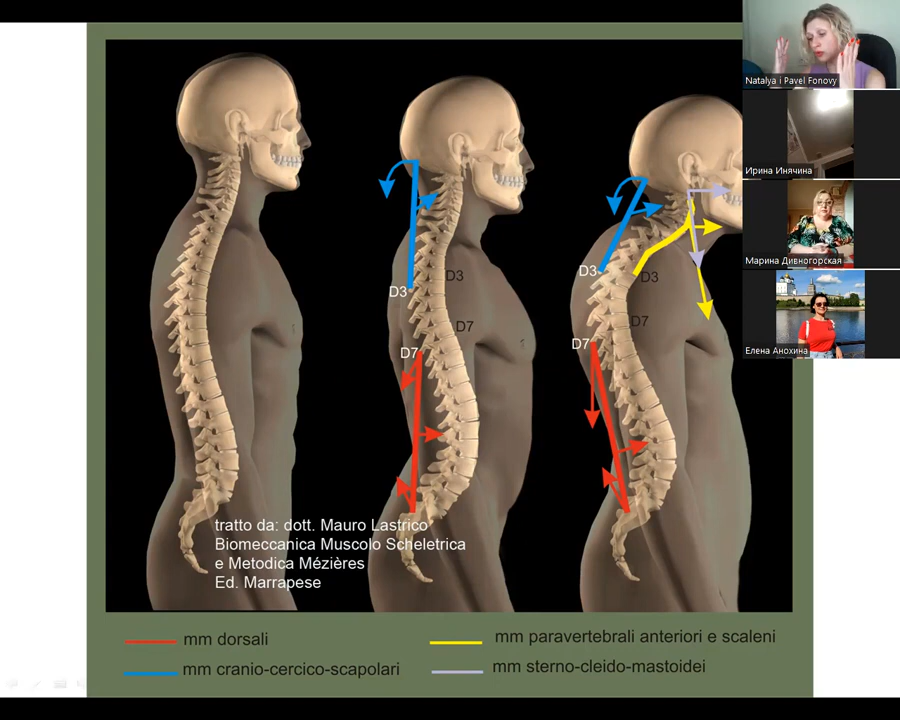 Natalya i Pavel Fonovy
Ирина Инячина
Марина Дивногорская
Елена Анохина
D3
D3
D7
D7
D3
D3
D7
D7
tratto da: dott. Mauro Lastrico
Biomeccanica Muscolo Scheletrica
e Metodica Mézières
Ed. Marrapese
mm dorsali
mm paravertebrali anteriori e scaleni
mm cranio-cercico-scapolari
mm sterno-cleido-mastoidei